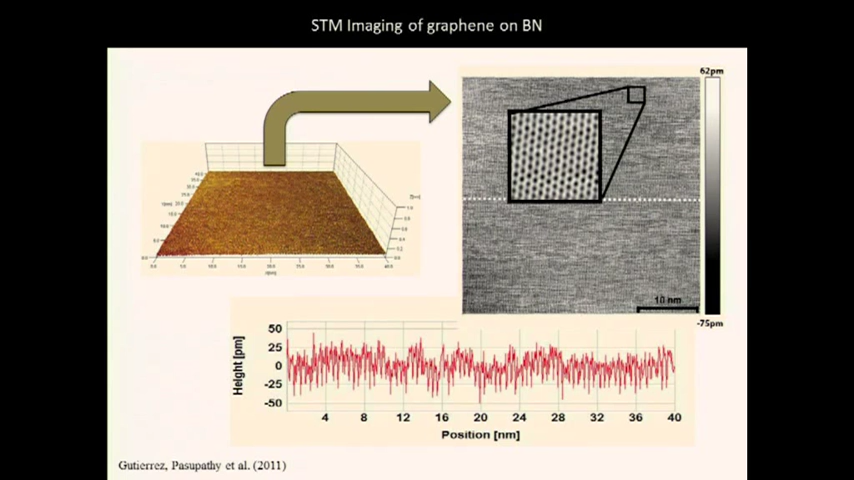 STM Imaging of graphene on BN
62pm
10 nm
-75pm
50
25
0
-25
-50
Height [pm]
4 8 12 16 20 24 28 32 36 40
Position [nm]
Gutierrez, Pasupathy et al. (2011)